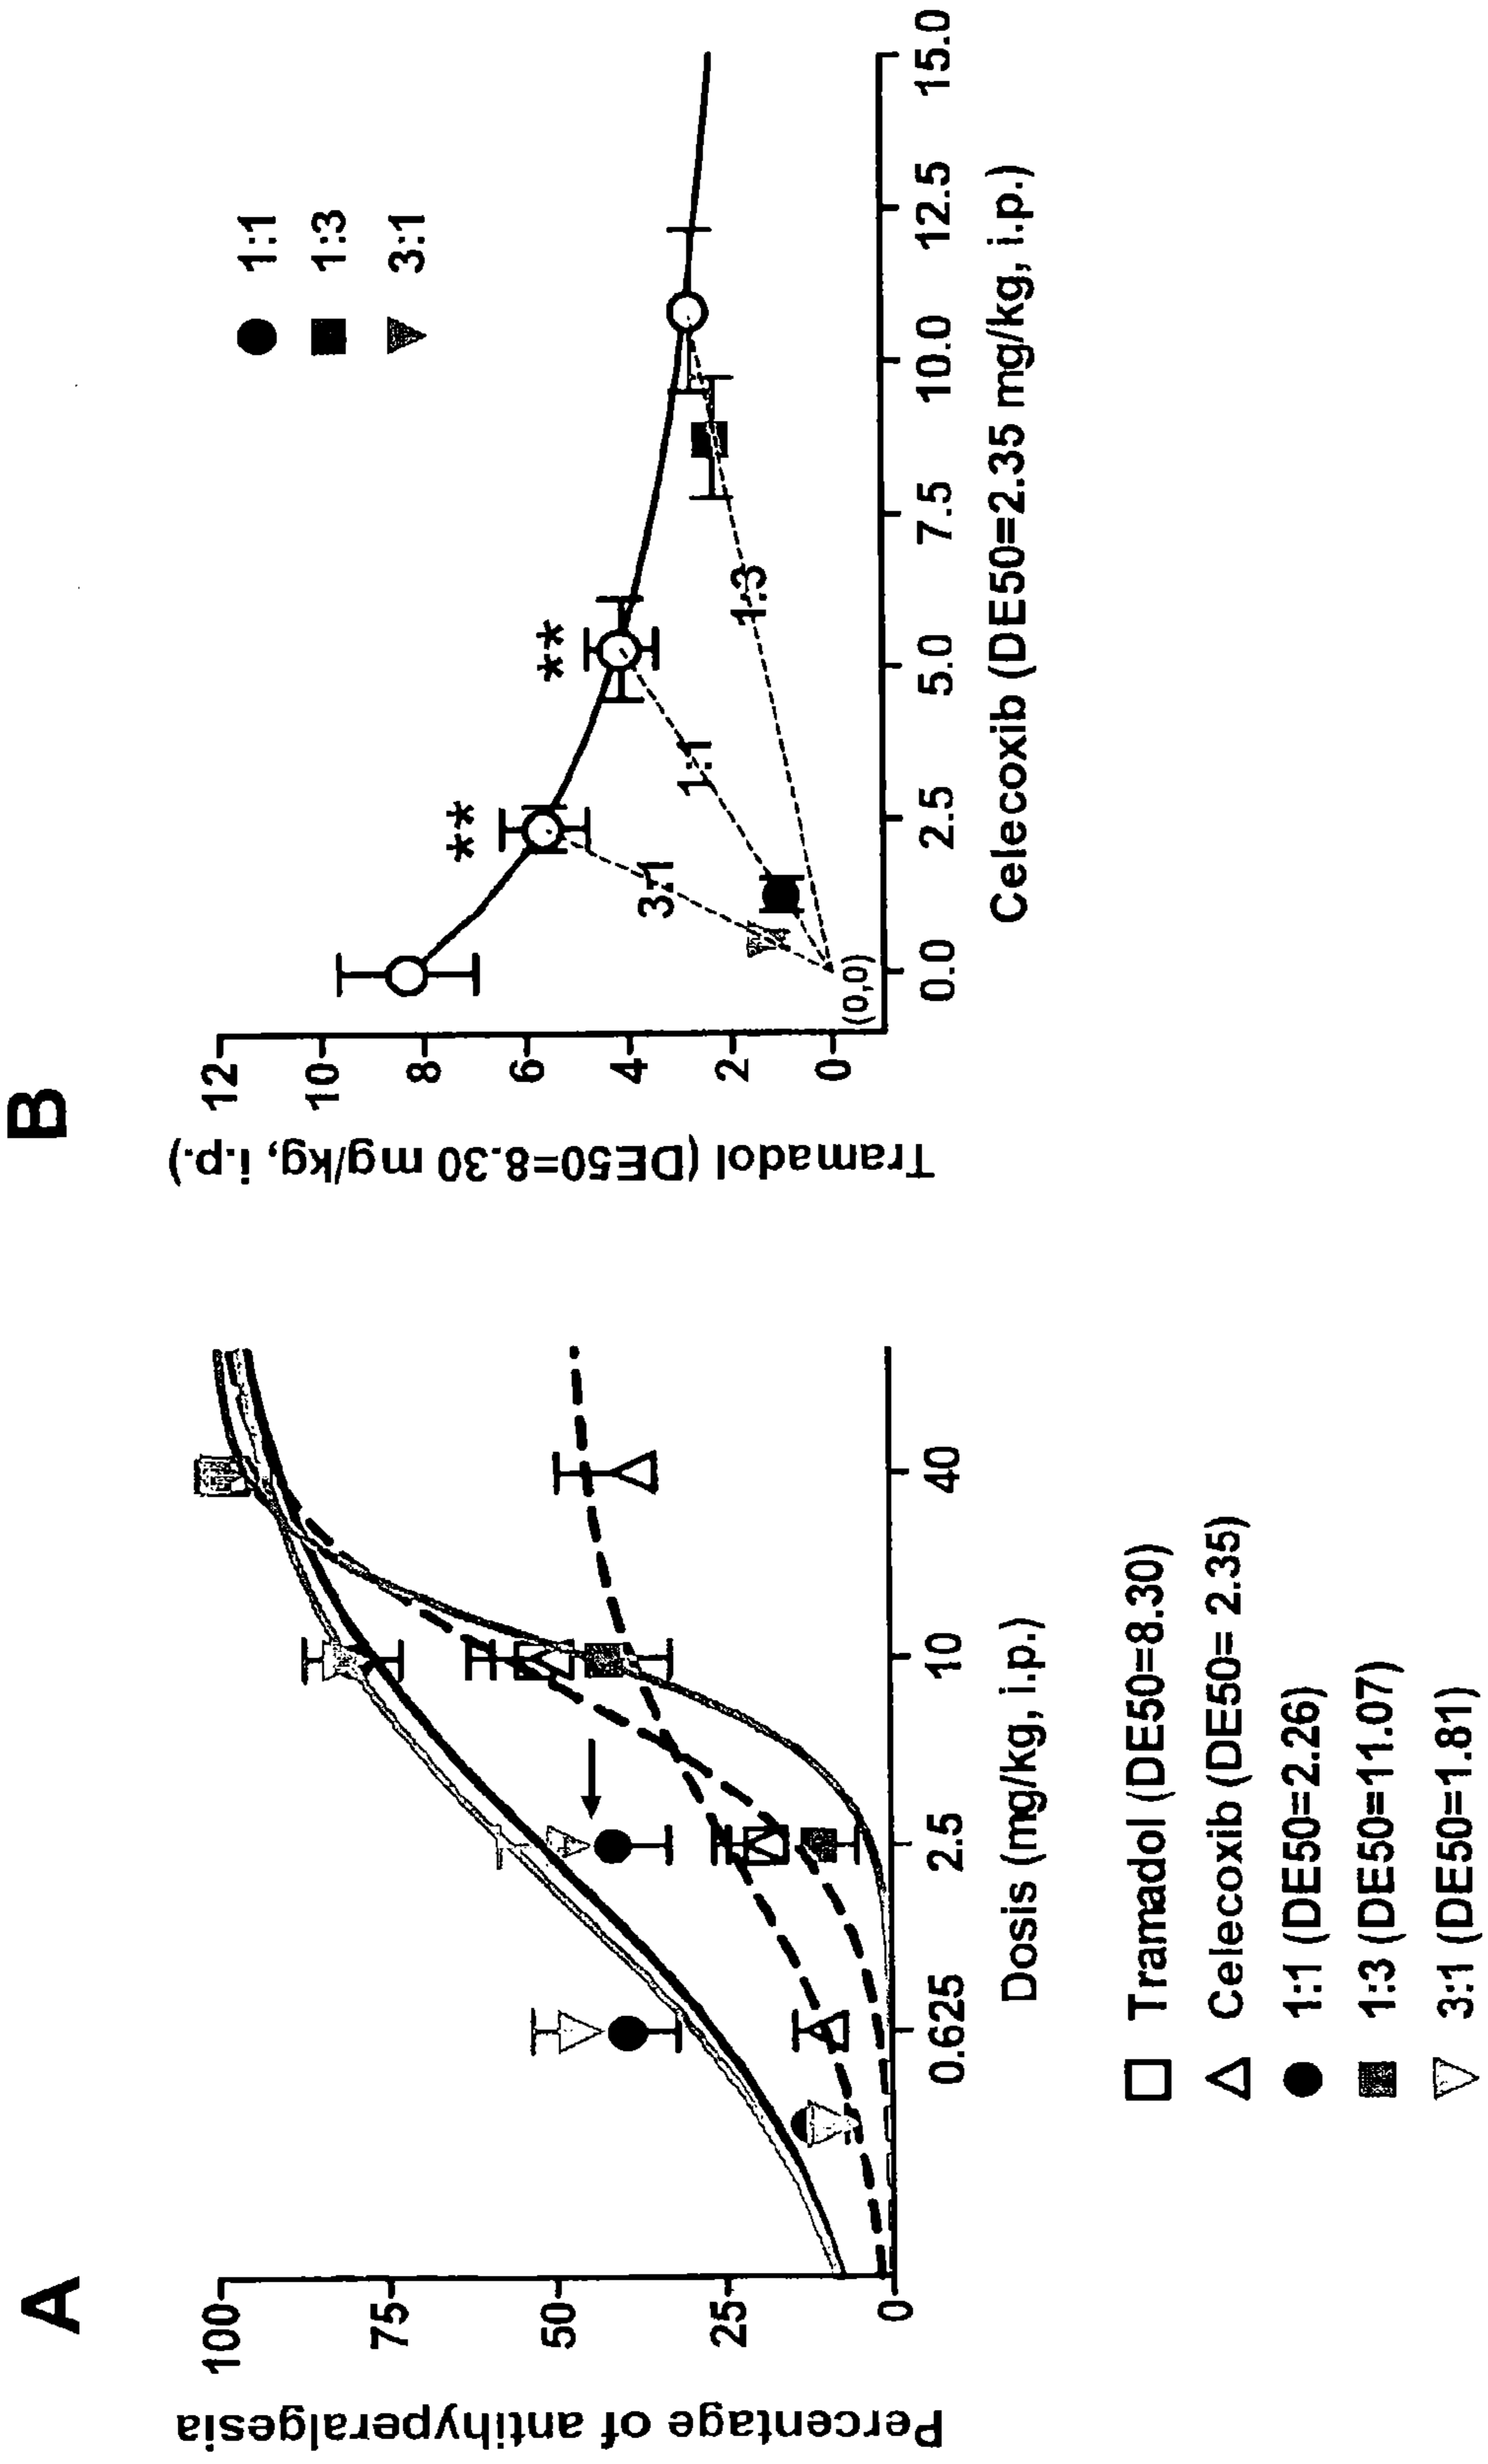 A
Percentage of antihyperalgesia
100
75
50
25
0
0.625
2.5
10
40
Dosis (mg/kg, i.p.)
Tramadol (DE50=8.30)
Celecoxib (DE50= 2.35)
1:1 (DE50=2.26)
1:3 (DE50=11.07)
3:1 (DE50=1.81)
B
Tramadol (DE50=8.30 mg/kg, i.p.)
12
10
8
6
4
2
0
1:1
1:3
3:1
**
**
3:1
1:1
1:3
(0,0)
0.0
2.5
5.0
7.5
10.0
12.5
15.0
Celecoxib (DE50=2.35 mg/kg, i.p.)